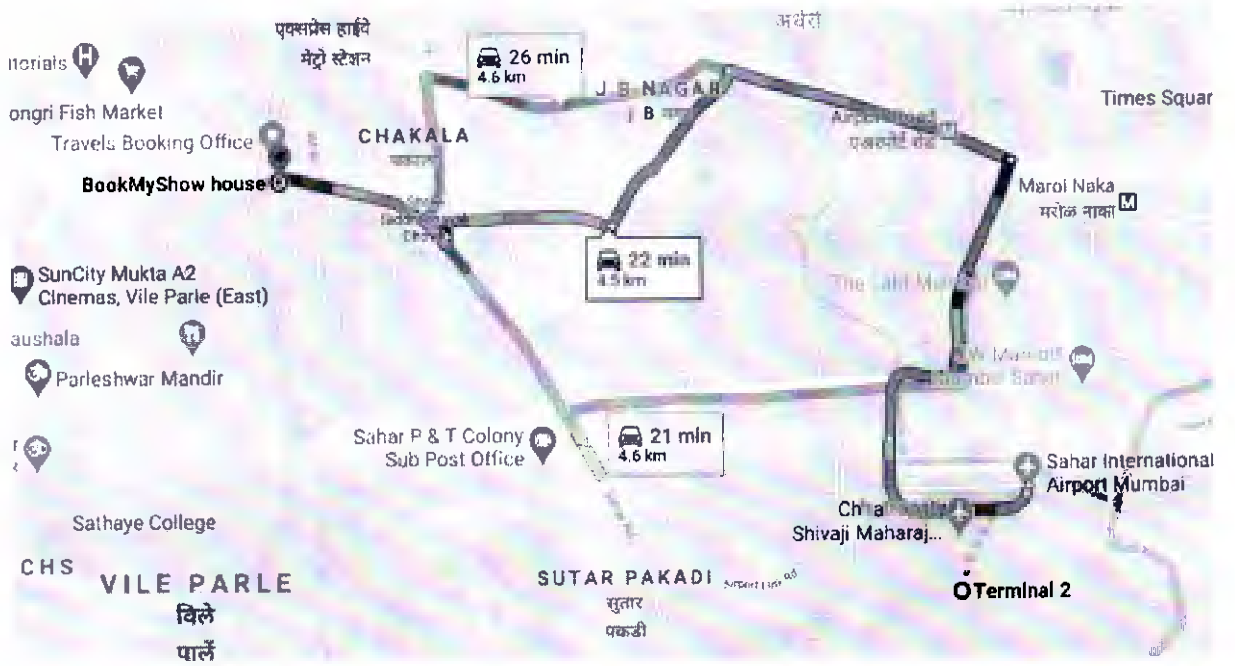 एक्सप्रेस हाईवे
मेट्रो स्टेशन
26 min
4.6 km
ongri Fish Market
J B NAGAR
B
Times Squar
Travels Booking Office
CHAKALA
BookMyShow house
Marol Naka
मरोळ नाका
M
22 min
4.5 km
SunCity Mukta A2
Cinemas, Vile Parle (East)
aushala
Parleshwar Mandir
Sahar P & T Colony
Sub Post Office
21 min
4.6 km
Sahar International
Airport Mumbai
Shivaji Maharaj...
Sathaye College
CHS
VILE PARLE
विले
पार्ले
SUTAR PAKADI
सुतार
पकडी
Terminal 2